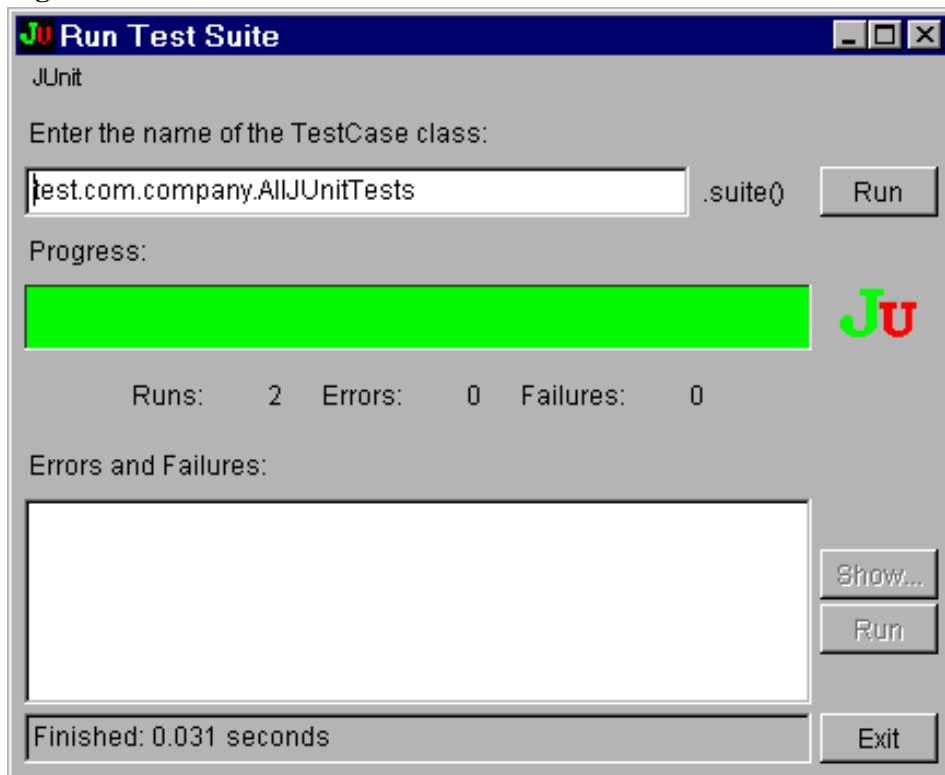 JU Run Test Suite
JUnit
Enter the name of the TestCase class:
test.com.company.AllJUnitTests .suite() Run
Progress:
JU
Runs: 2 Errors: 0 Failures: 0
Errors and Failures:
Show...
Run
Finished: 0.031 seconds Exit